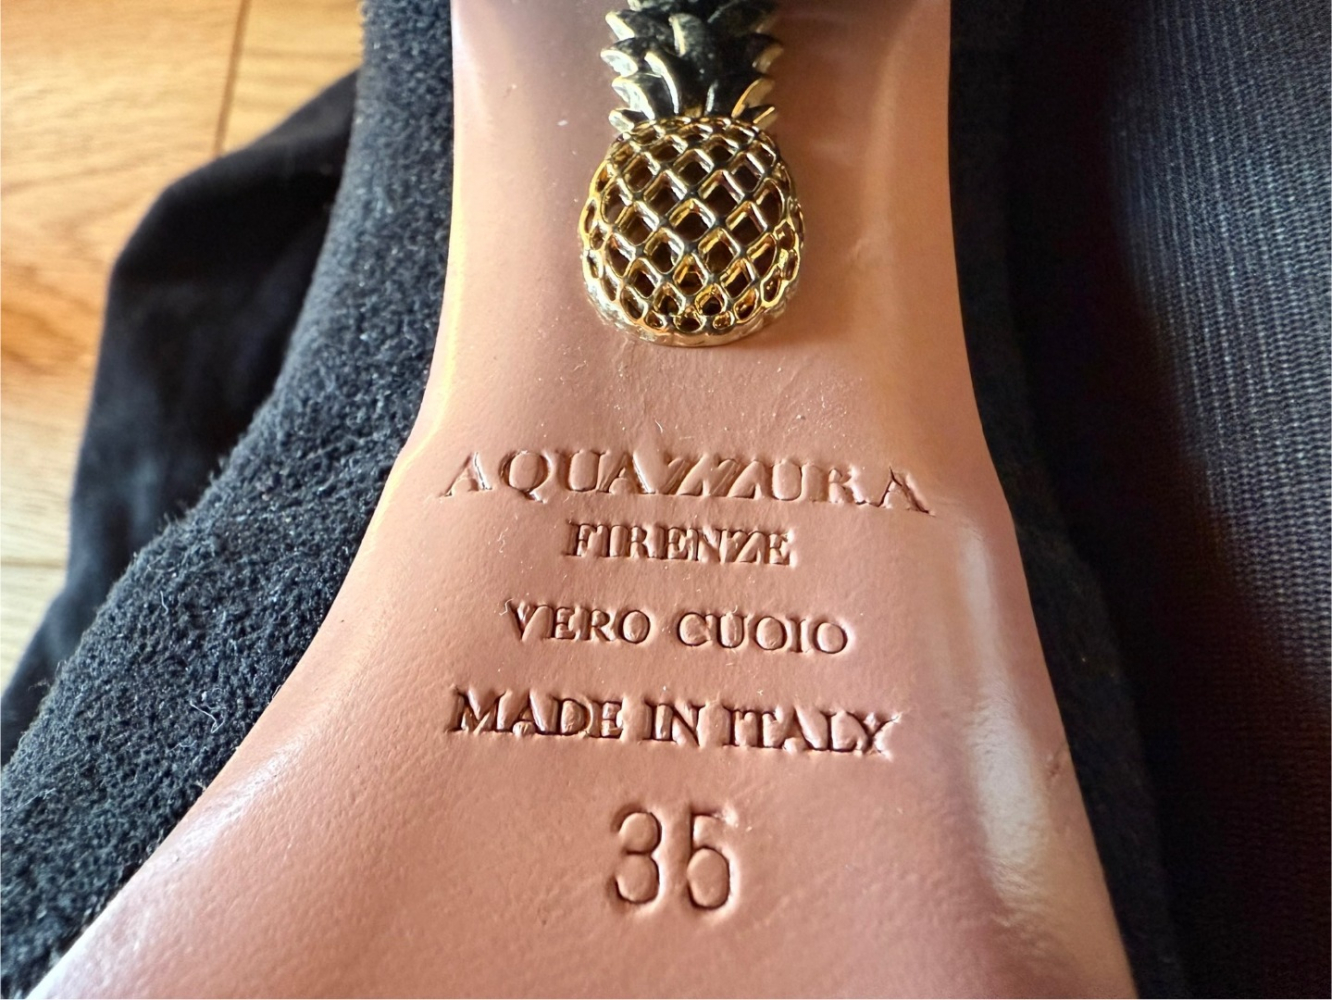 AQUAZZURA
FIRENZE
VERO CUOIO
MADE IN ITALY
35